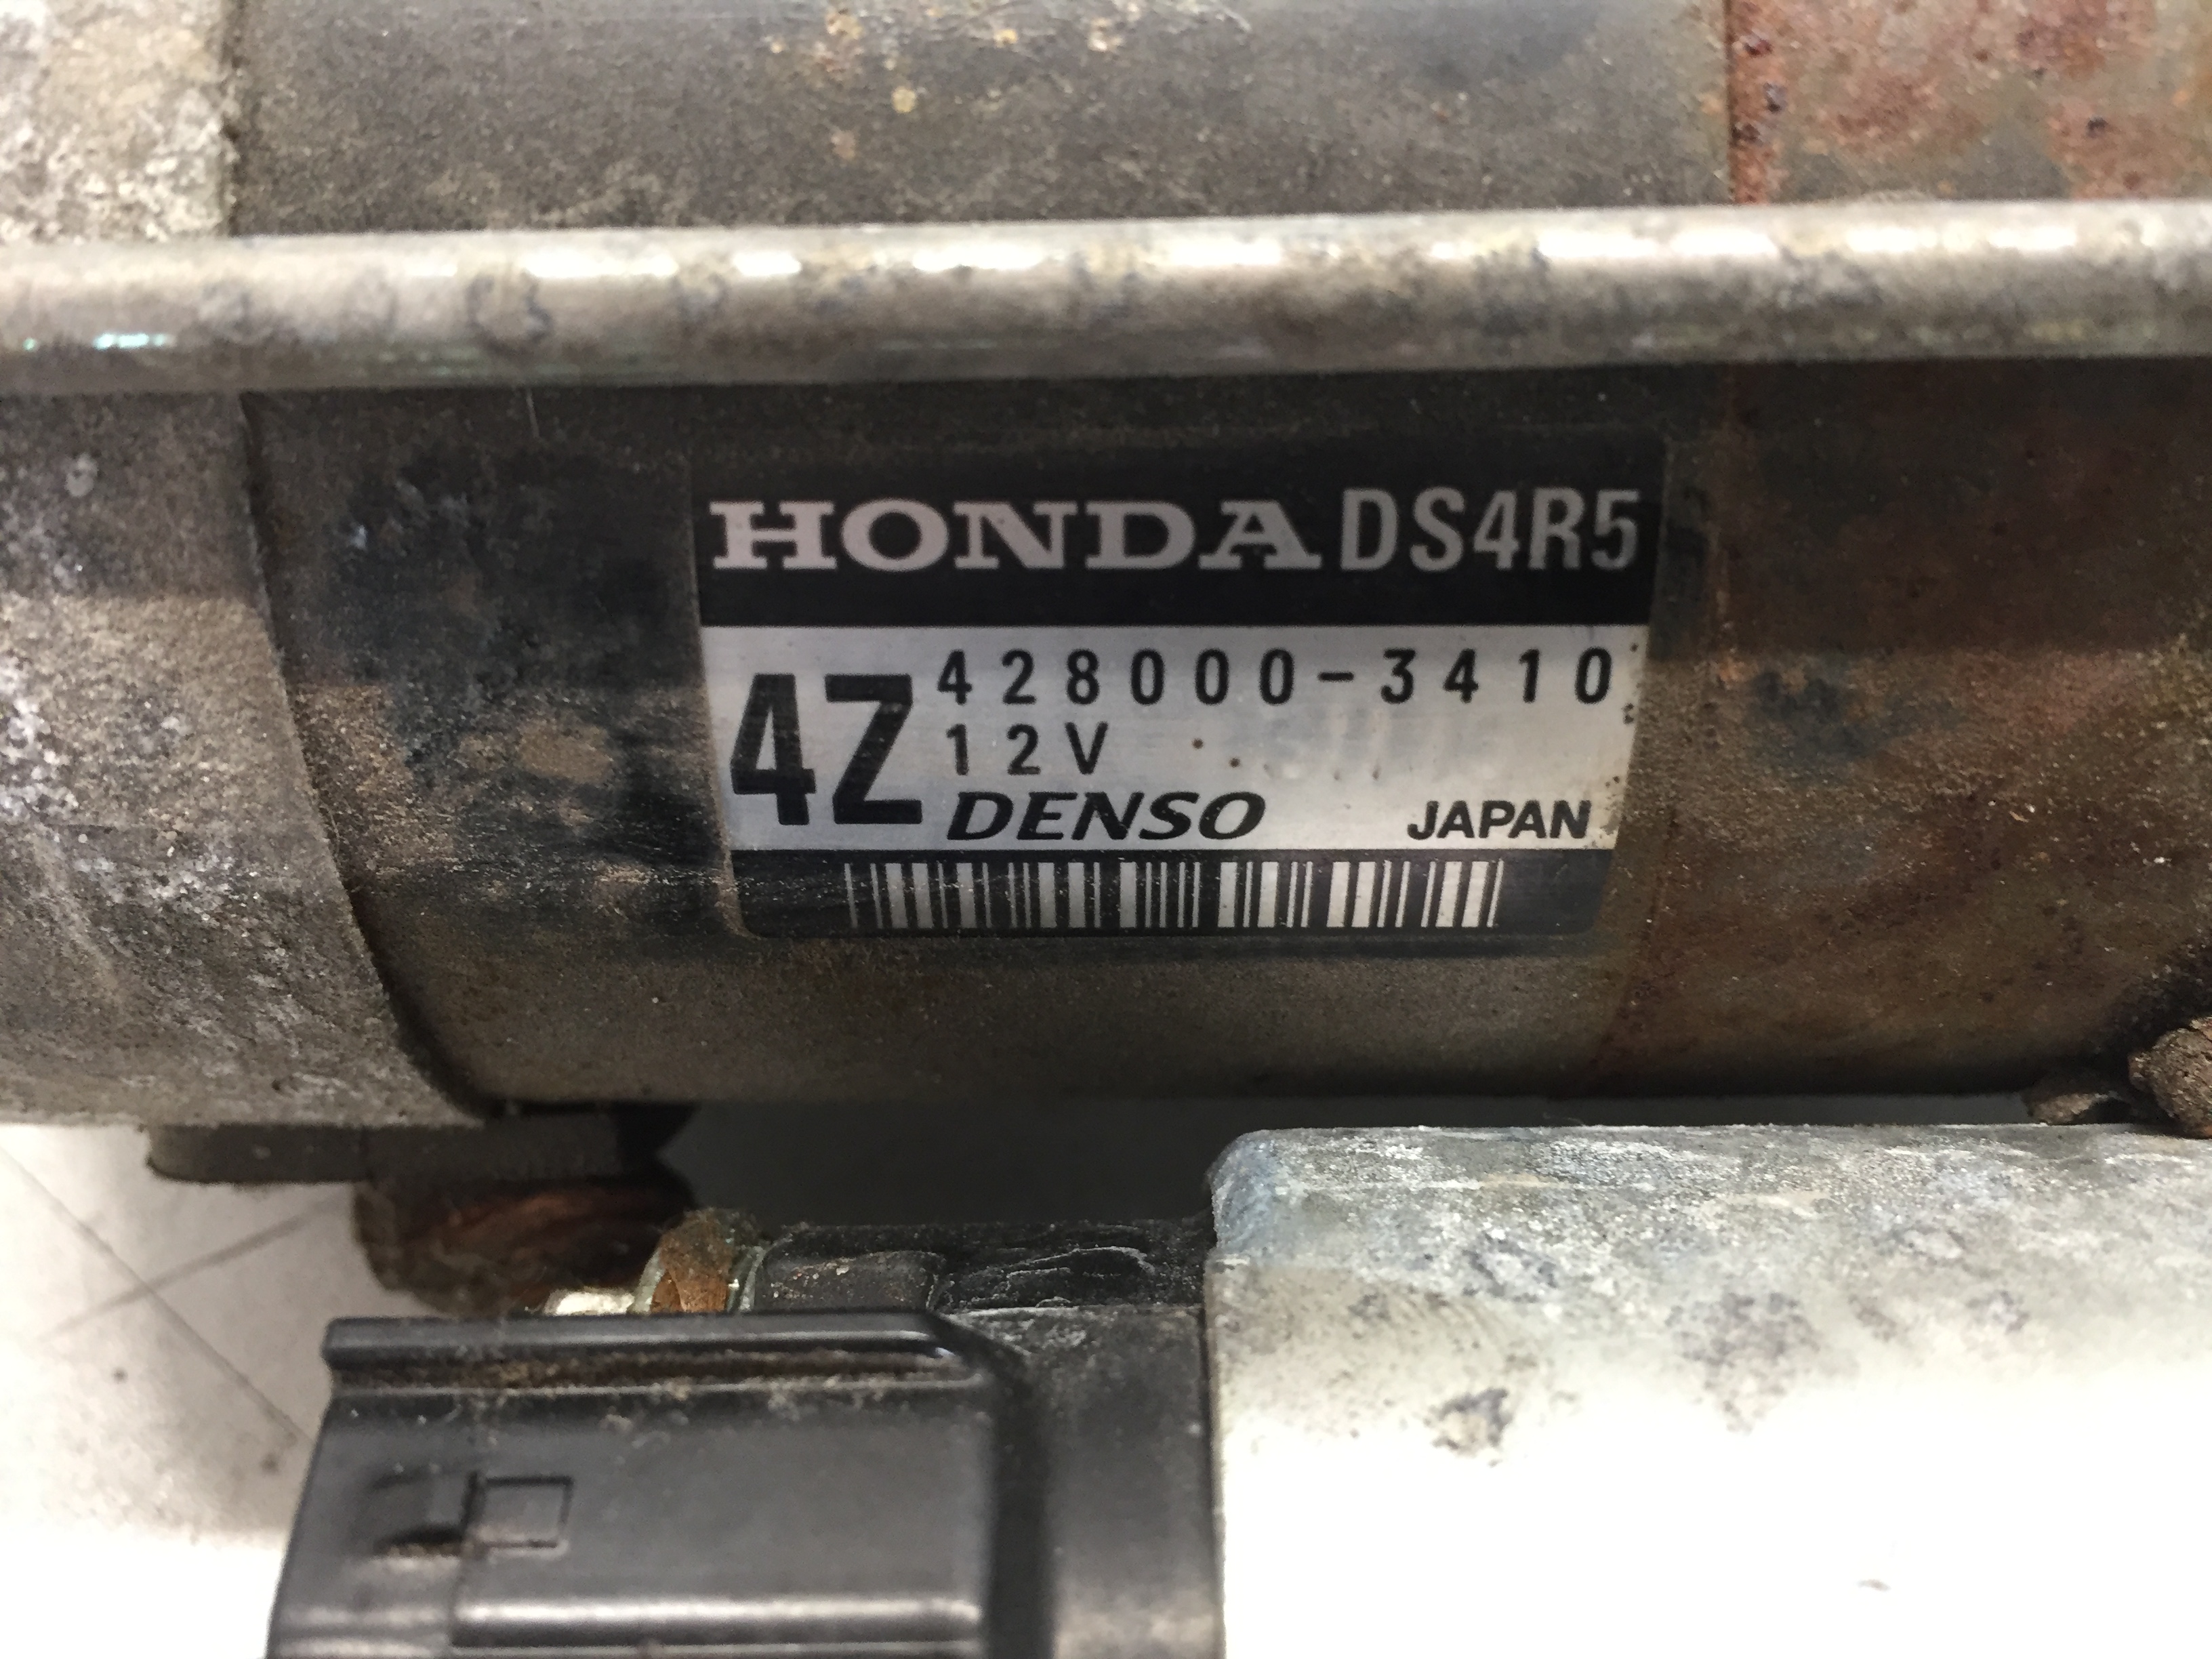 HONDA DS4R5
4Z 428000-3410
12V
DENSO JAPAN